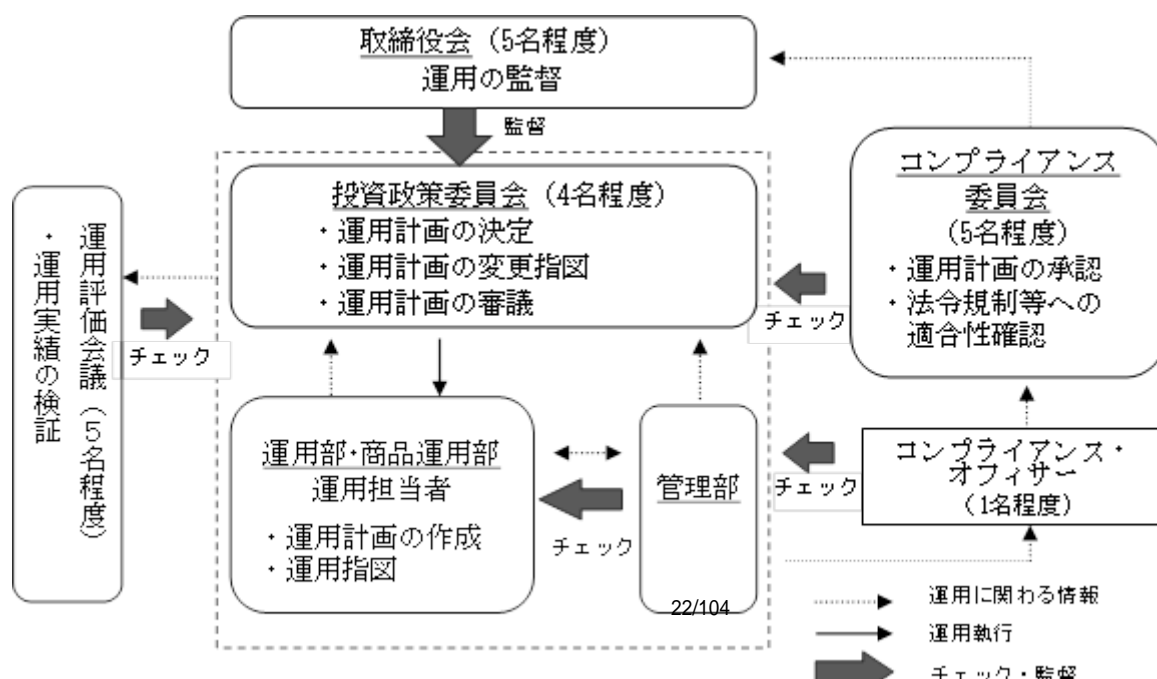 取締役会（5名程度）
運用の監督
監督
投資政策委員会（4名程度）
・運用計画の決定
・運用計画の変更指図
・運用計画の審議
コンプライアンス
委員会
（5名程度）
・運用計画の承認
・法令規制等への
適合性確認
チェック
運用評価会議（５名程度）
・運用実績の検証
チェック
運用部・商品運用部
運用担当者
・運用計画の作成
・運用指図
チェック
管理部
22/104
チェック
コンプライアンス・
オフィサー
（1名程度）
運用に関わる情報
運用執行
チェック・監督